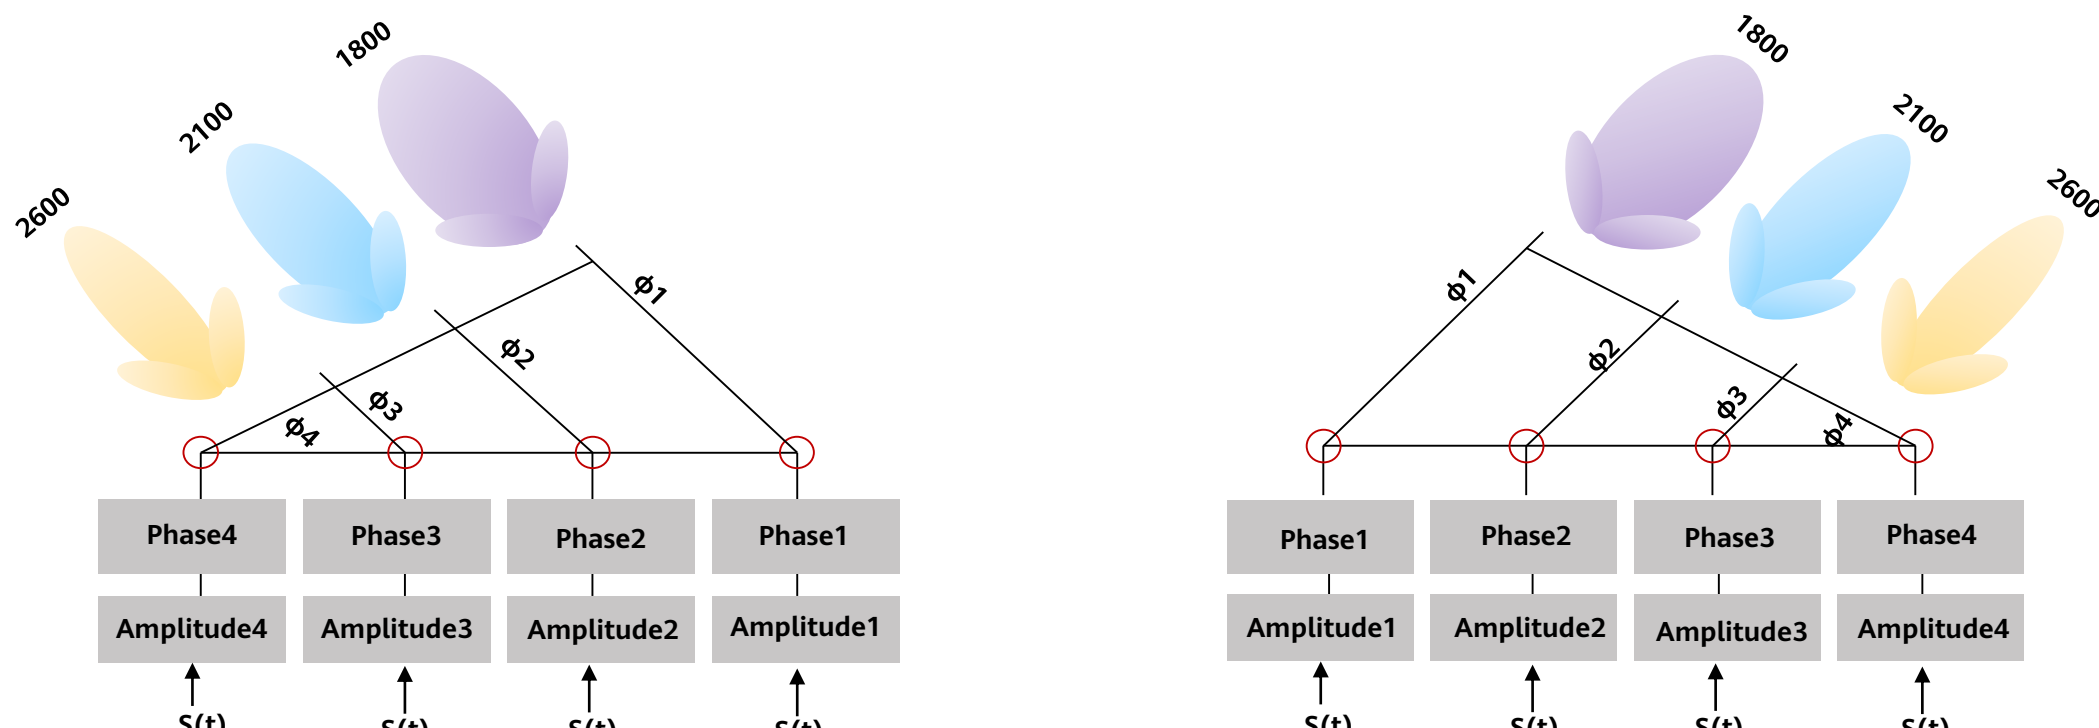 1800
2100
2600
ϕ1
ϕ2
ϕ3
ϕ4
Phase4 Phase3 Phase2 Phase1
Amplitude4 Amplitude3 Amplitude2 Amplitude1
S(t) S(t) S(t) S(t)
1800
2100
2600
ϕ1
ϕ2
ϕ3
ϕ4
Phase1 Phase2 Phase3 Phase4
Amplitude1 Amplitude2 Amplitude3 Amplitude4
S(t) S(t) S(t) S(t)